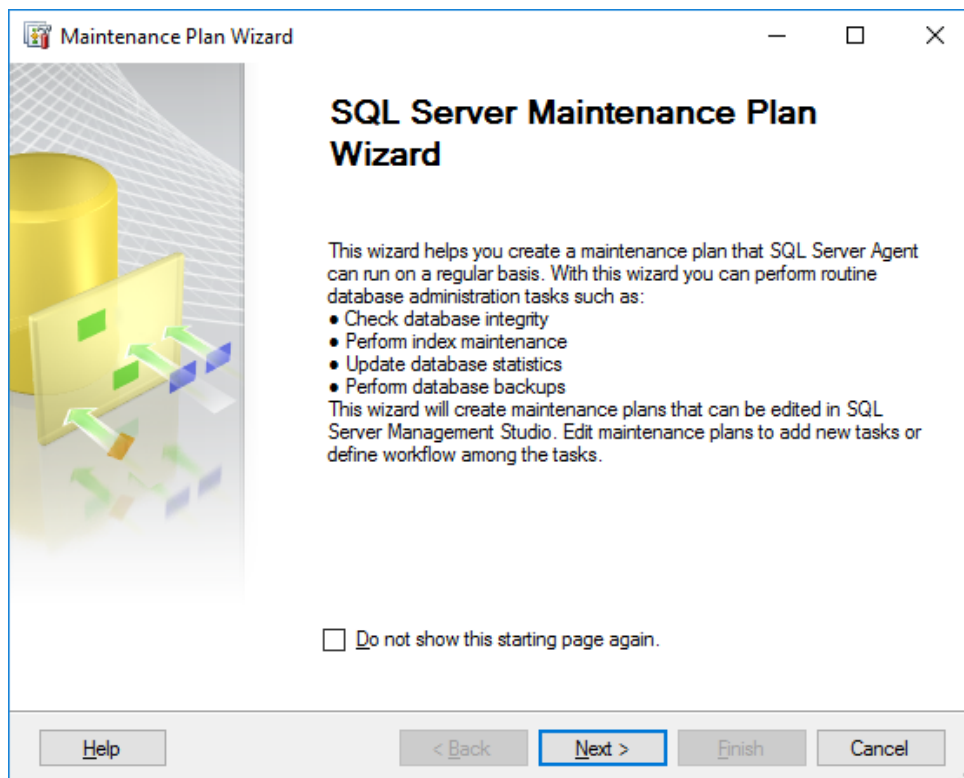 Maintenance Plan Wizard
SQL Server Maintenance Plan
Wizard
This wizard helps you create a maintenance plan that SQL Server Agent
can run on a regular basis. With this wizard you can perform routine
database administration tasks such as:
● Check database integrity
● Perform index maintenance
● Update database statistics
● Perform database backups
This wizard will create maintenance plans that can be edited in SQL
Server Management Studio. Edit maintenance plans to add new tasks or
define workflow among the tasks.
Do not show this starting page again.
Help
< Back
Next >
Finish
Cancel